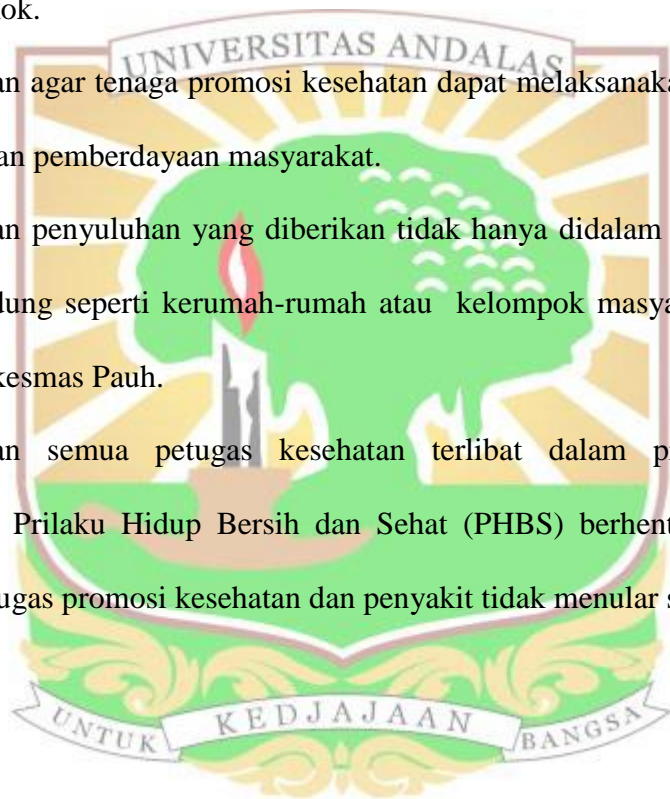 ok.
UNIVERSITAS ANDALAS
an agar tenaga promosi kesehatan dapat melaksanaka
an pemberdayaan masyarakat.
an penyuluhan yang diberikan tidak hanya didalam
dung seperti kerumah-rumah atau kelompok masya
kesmas Pauh.
an semua petugas kesehatan terlibat dalam p
Prilaku Hidup Bersih dan Sehat (PHBS) berhent
ugas promosi kesehatan dan penyakit tidak menular s
UNTUK KEDJAJAAN BANGSA